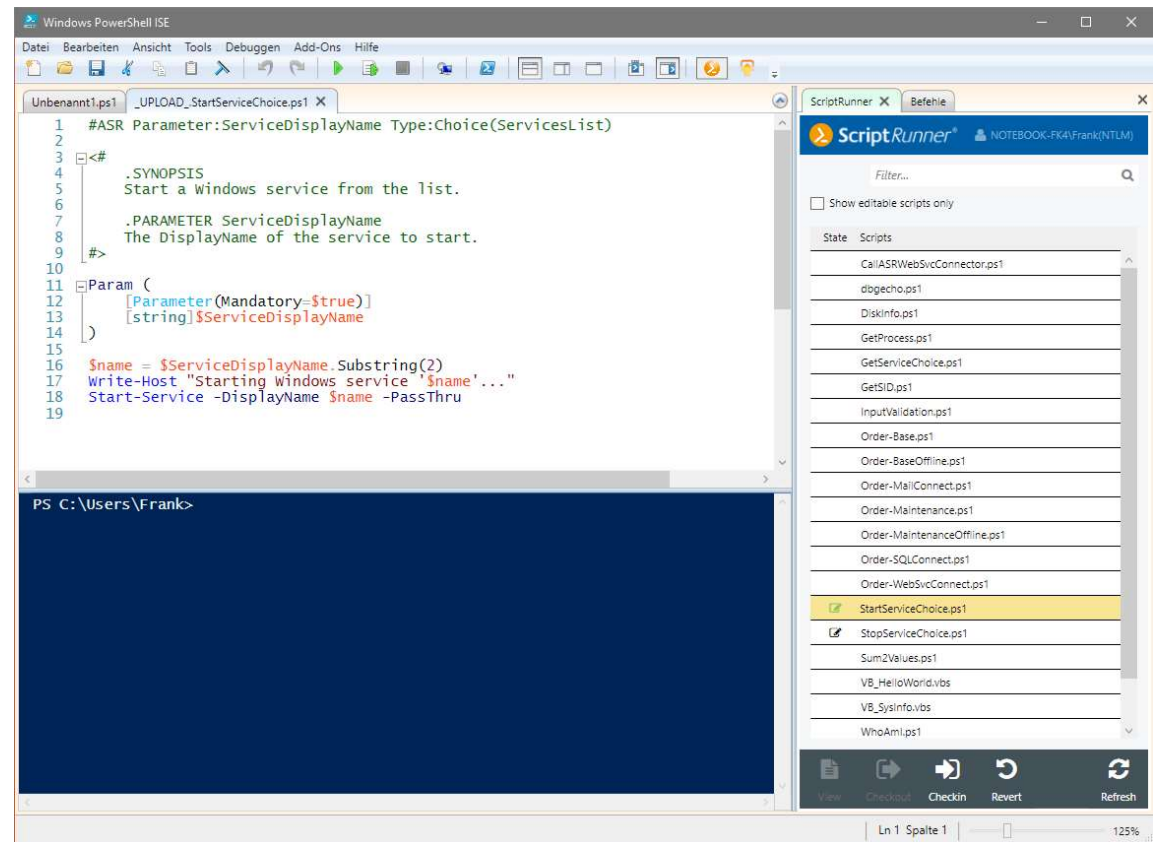 Windows PowerShell ISE
Datei Bearbeiten Ansicht Tools Debuggen Add-Ons Hilfe
Unbenannt1.ps1 _UPLOAD_.StartServiceChoice.ps1 X
1 #ASR Parameter:ServiceDisplayName Type:Choice(ServicesList)
2
3 <#
4 .SYNOPSIS
5 Start a Windows service from the list.
6
7 .PARAMETER ServiceDisplayName
8 The DisplayName of the service to start.
9 #>
10
11 Param (
12 [Parameter(Mandatory=$true)]
13 [string]$ServiceDisplayName
14 )
15
16 $name = $ServiceDisplayName.Substring(2)
17 Write-Host "Starting Windows service '$name'..."
18 Start-Service -DisplayName $name -PassThru
19
PS C:\Users\Frank>
ScriptRunner X Befehle X
ScriptRunner® NOTEBOOK-FK4\Frank(NTLM)
Filter...
Show editable scripts only
State Scripts
CallASRWebSvcConnector.ps1
dbgecho.ps1
DiskInfo.ps1
GetProcess.ps1
GetServiceChoice.ps1
GetSID.ps1
InputValidation.ps1
Order-Base.ps1
Order-BaseOffline.ps1
Order-MailConnect.ps1
Order-Maintenance.ps1
Order-MaintenanceOffline.ps1
Order-SQLConnect.ps1
Order-WebSvcConnect.ps1
StartServiceChoice.ps1
StopServiceChoice.ps1
Sum2Values.ps1
VB_HelloWorld.vbs
VB_SysInfo.vbs
WhoAmI.ps1
View Checkout Checkin Revert Refresh
Ln 1 Spalte 1 125%